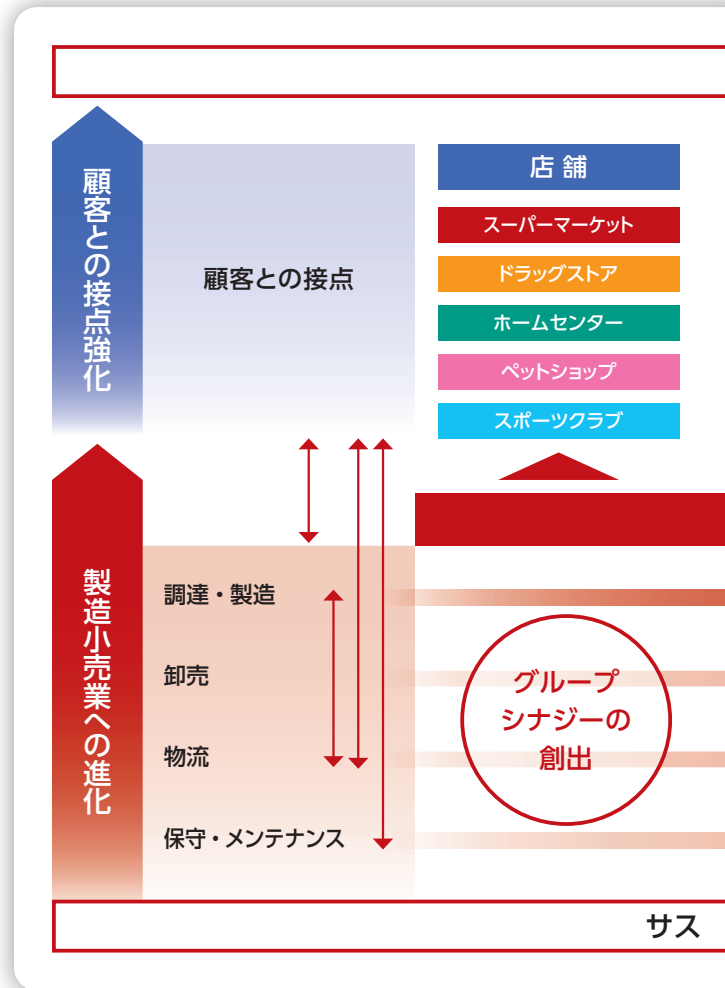 顧客との接点強化
顧客との接点
店舗
スーパーマーケット
ドラッグストア
ホームセンター
ペットショップ
スポーツクラブ
製造小売業への進化
調達・製造
卸売
物流
保守・メンテナンス
グループ
シナジーの
創出
サス